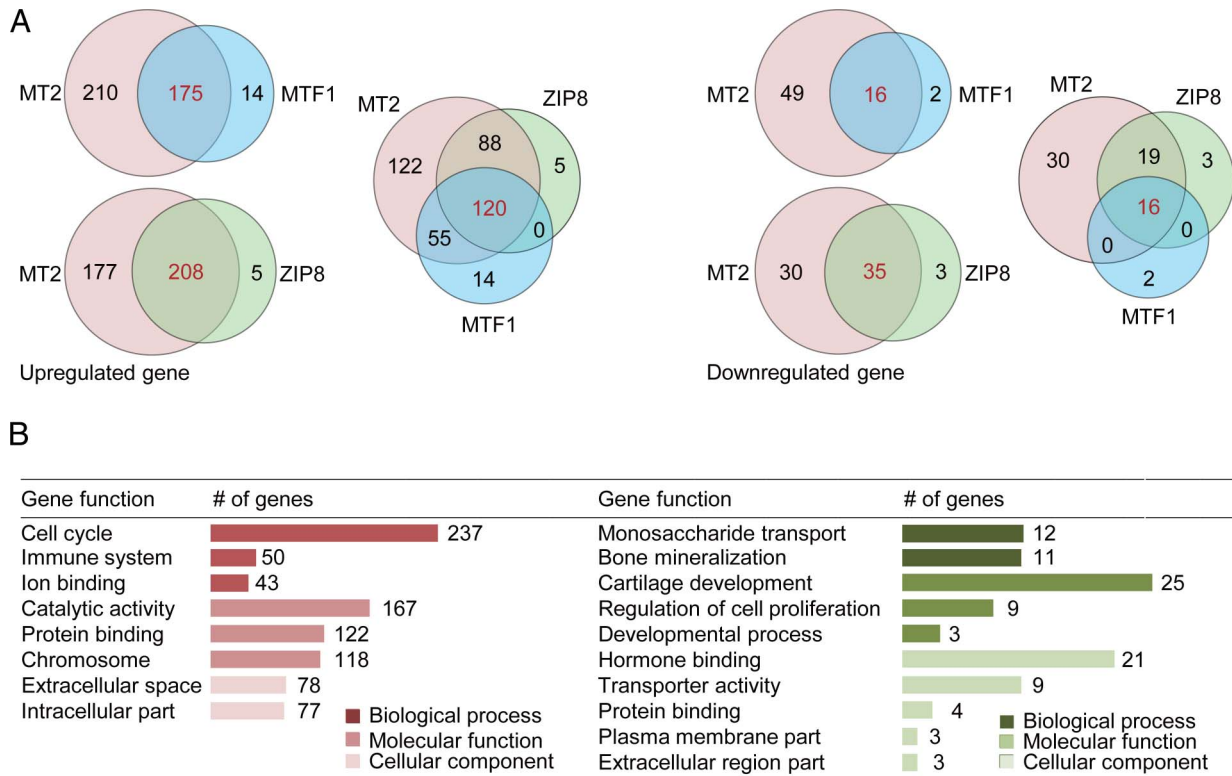 A
MT2 210 175 14 MTF1
MT2 177 208 5 ZIP8
Upregulated gene
MT2
ZIP8
122
88
5
120
55
0
14
MTF1
MT2 49 16 2 MTF1
MT2 30 35 3 ZIP8
Downregulated gene
MT2
ZIP8
30
19
3
16
0
0
2
MTF1
B
Gene function # of genes
Cell cycle 237
Immune system 50
Ion binding 43
Catalytic activity 167
Protein binding 122
Chromosome 118
Extracellular space 78
Intracellular part 77
Biological process
Molecular function
Cellular component
Gene function # of genes
Monosaccharide transport 12
Bone mineralization 11
Cartilage development 25
Regulation of cell proliferation 9
Developmental process 3
Hormone binding 21
Transporter activity 9
Protein binding 4
Plasma membrane part 3
Extracellular region part 3
Biological process
Molecular function
Cellular component